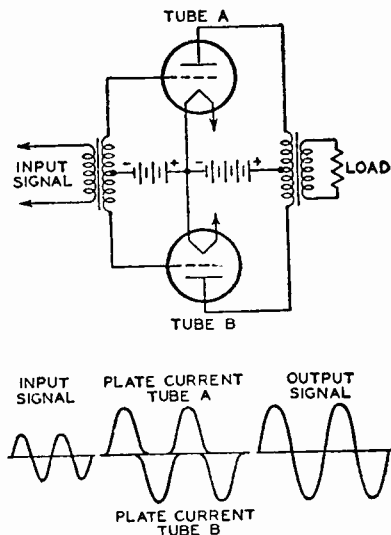 TUBE A
INPUT
SIGNAL
- +
- +
LOAD
TUBE B
INPUT
SIGNAL
PLATE CURRENT
TUBE A
OUTPUT
SIGNAL
PLATE CURRENT
TUBE B